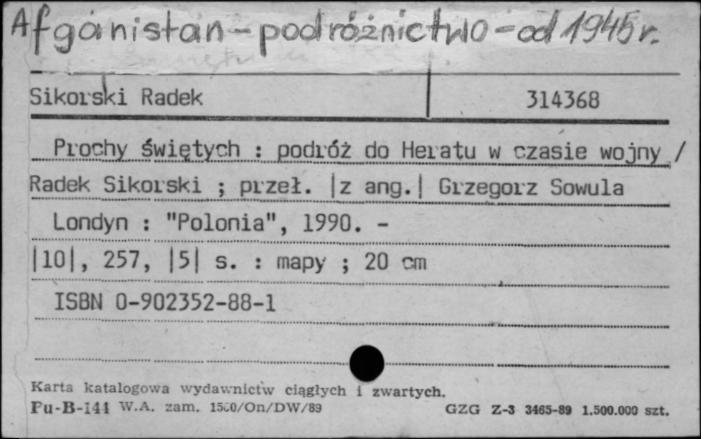 Afganistan - podróżnictwo - od 1945 r.
Sikorski Radek 314368
Prochy świętych : podróż do Heratu w czasie wojny /
Radek Sikorski ; przeł. |z ang.| Grzegorz Sowula
Londyn : "Polonia", 1990. -
|10|, 257, |5| s. : mapy ; 20 cm
ISBN 0-902352-88-1
Karta katalogowa wydawnictw ciągłych i zwartych.
Pu-B-144 W.A. zam. /On/DW/89 GZG Z-3 3465-89 1.500.000 szt.